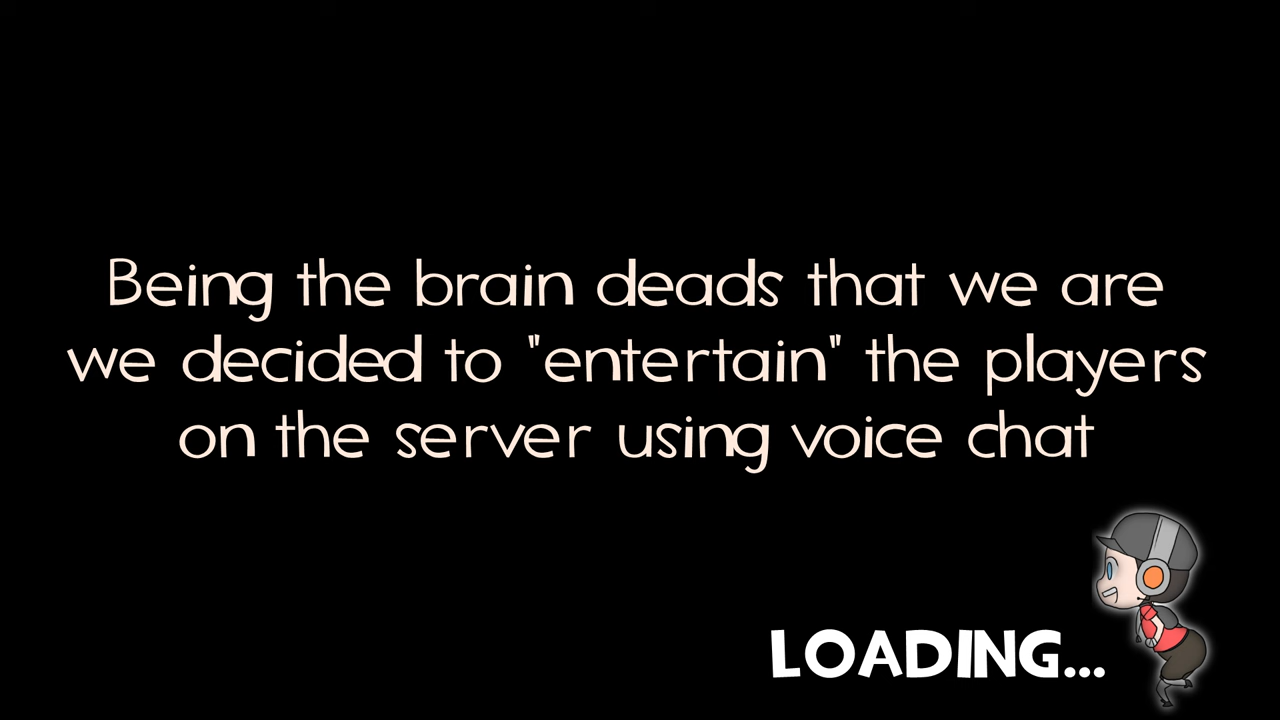 Being the brain deads that we are
we decided to "entertain" the players
on the server using voice chat
LOADING...